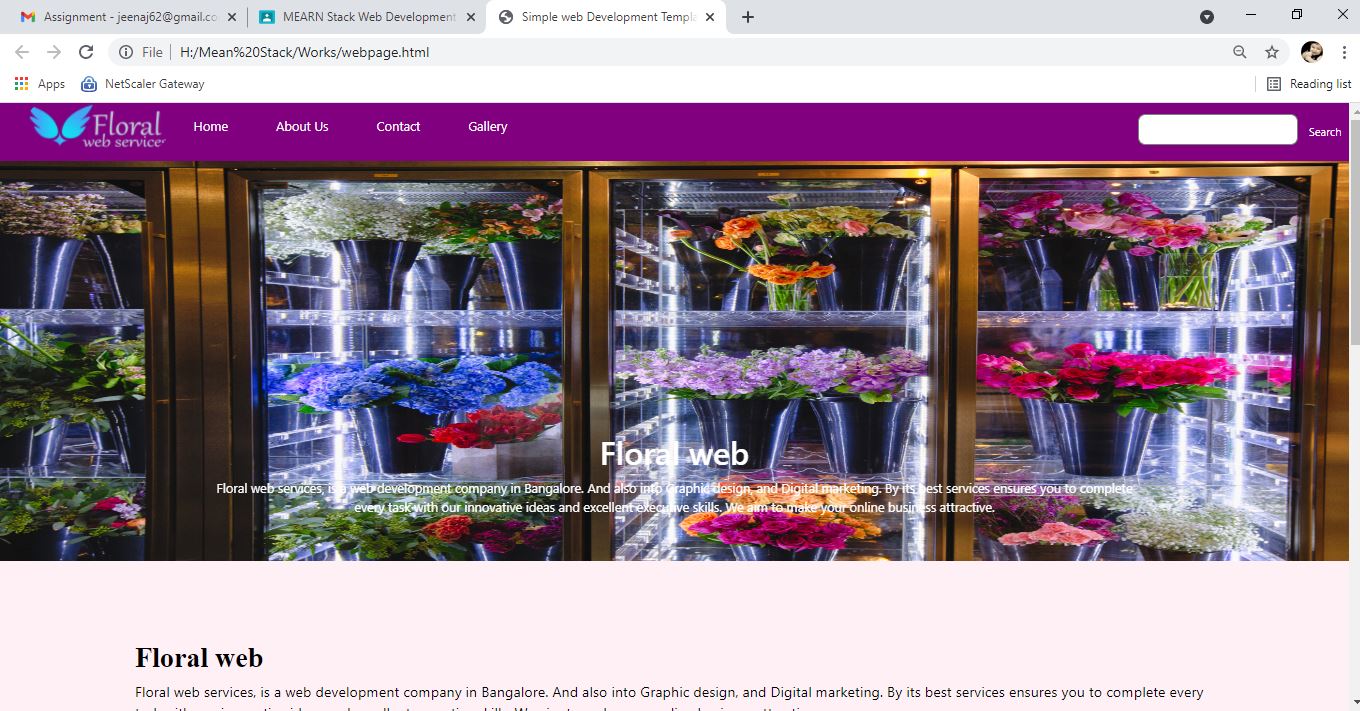 Assignment - jeenaj62@gmail.co
MEARN Stack Web Development
Simple web Development Templa
File
H:/Mean%20Stack/Works/webpage.html
Apps
NetScaler Gateway
Reading list
Floral
web service
Home
About Us
Contact
Gallery
Search
Floral web
Floral web services, is a web development company in Bangalore. And also into Graphic design, and Digital marketing. By its best services ensures you to complete
every task with our innovative ideas and excellent executive skills. We aim to make your online business attractive.
Floral web
Floral web services, is a web development company in Bangalore. And also into Graphic design, and Digital marketing. By its best services ensures you to complete every